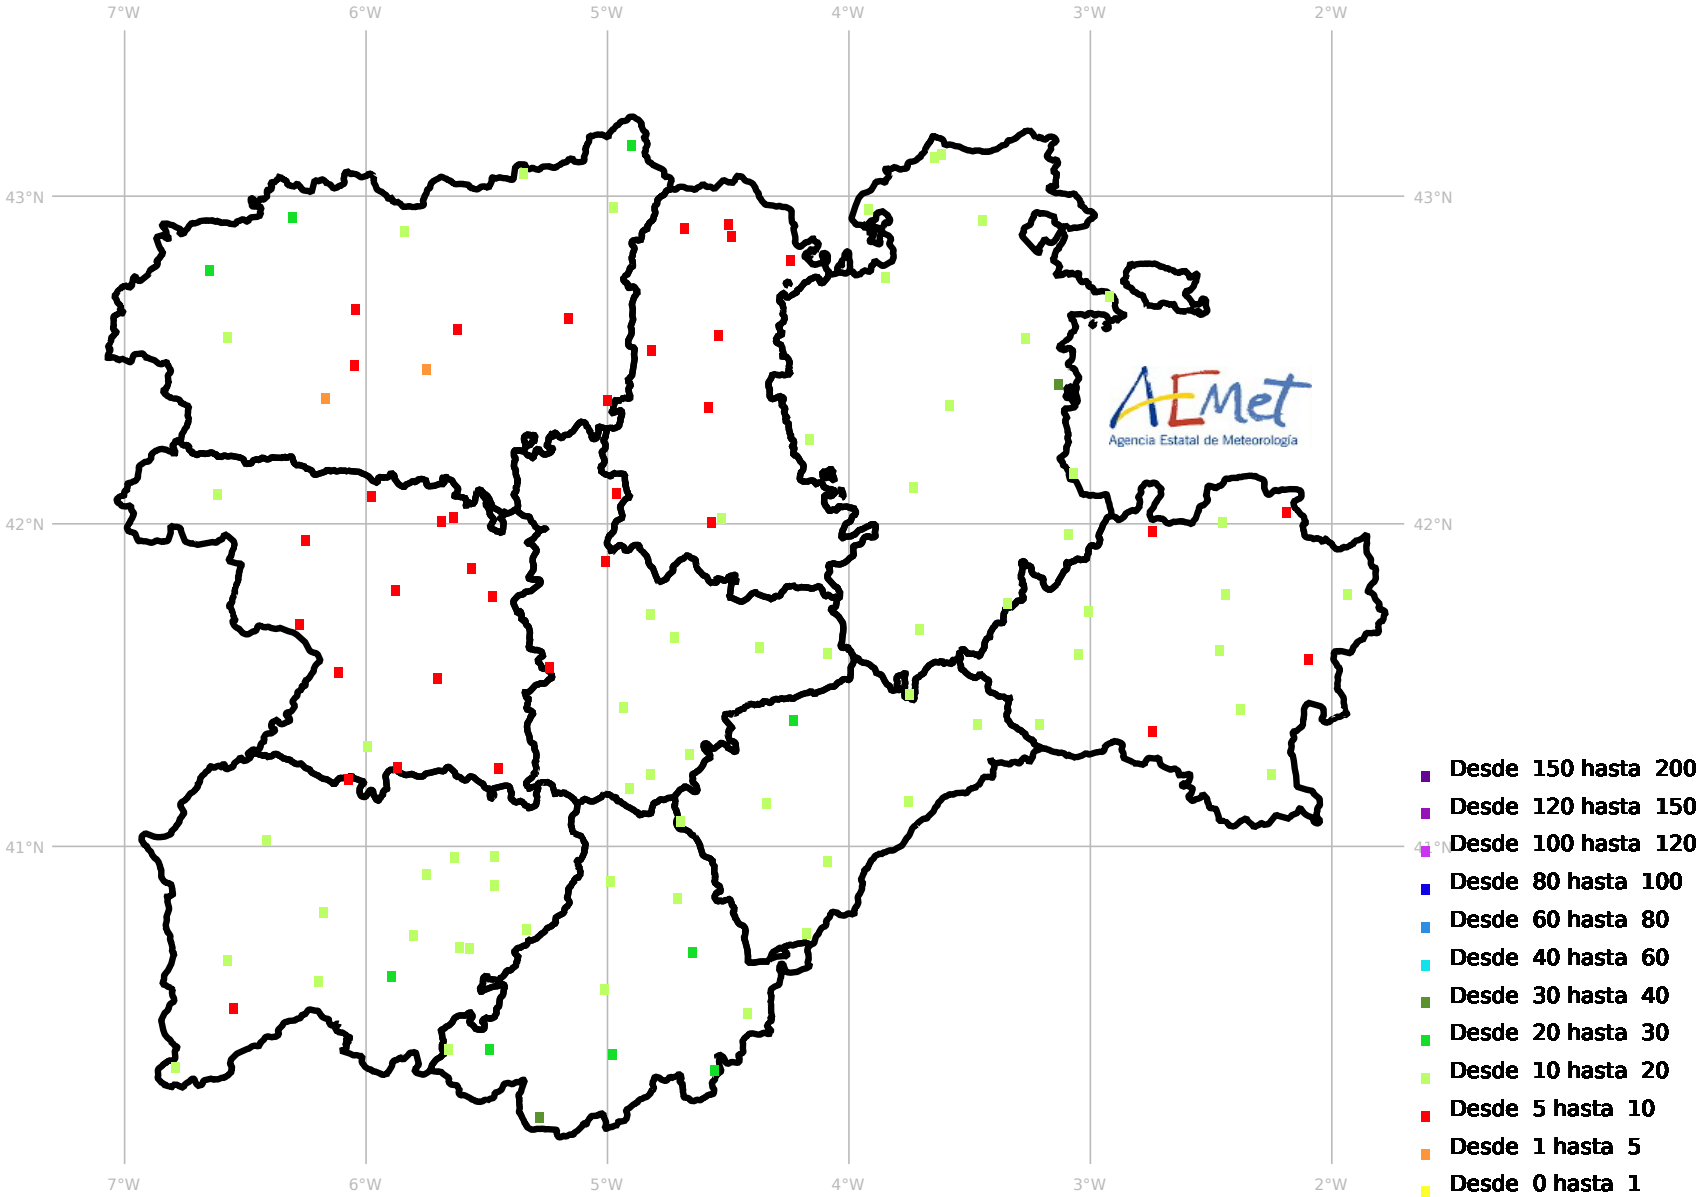 7°W 6°W 5°W 4°W 3°W 2°W
43°N 43°N
AEMet
Agencia Estatal de Meteorología
42°N 42°N
Desde 150 hasta 200
Desde 120 hasta 150
41°N 41°N
Desde 100 hasta 120
Desde 80 hasta 100
Desde 60 hasta 80
Desde 40 hasta 60
Desde 30 hasta 40
Desde 20 hasta 30
Desde 10 hasta 20
Desde 5 hasta 10
Desde 1 hasta 5
Desde 0 hasta 1
7°W 6°W 5°W 4°W 3°W 2°W